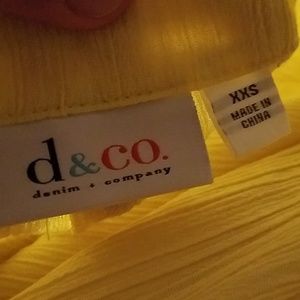 d&co.
denim + company
XXS
MADE IN
CHINA